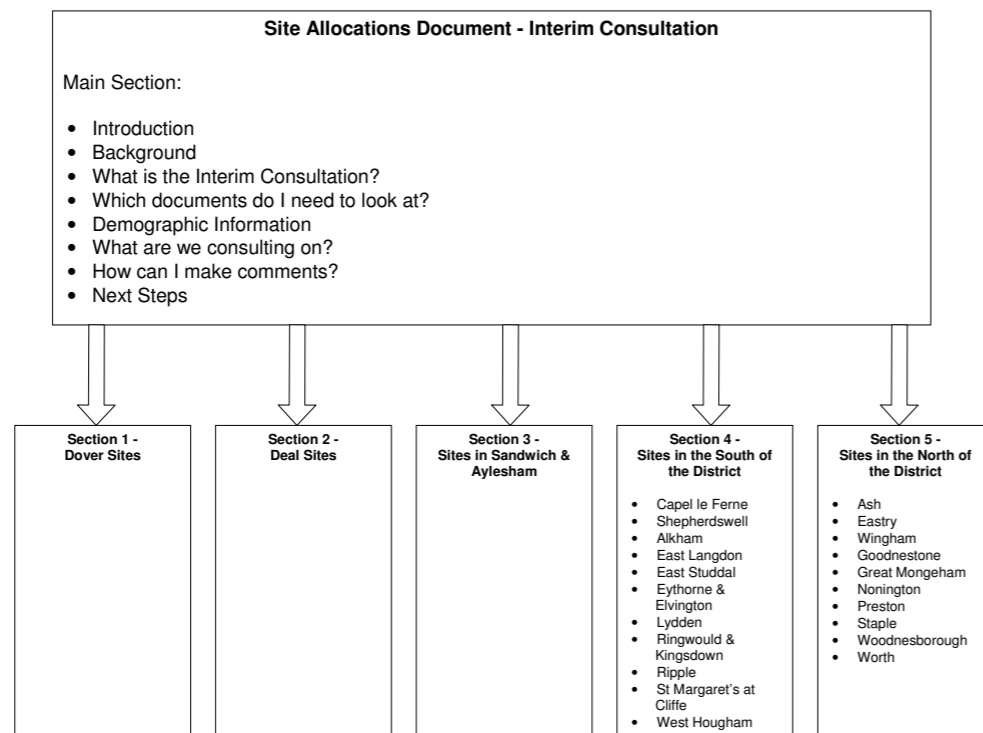 Site Allocations Document - Interim Consultation
Main Section:
• Introduction
• Background
• What is the Interim Consultation?
• Which documents do I need to look at?
• Demographic Information
• What are we consulting on?
• How can I make comments?
• Next Steps
Section 1 -
Dover Sites
Section 2 -
Deal Sites
Section 3 -
Sites in Sandwich &
Aylesham
Section 4 -
Sites in the South of
the District
• Capel le Ferne
• Shepherdswell
• Alkham
• East Langdon
• East Studdal
• Eythorne &
Elvington
• Lydden
• Ringwould &
Kingsdown
• Ripple
• St Margaret's at
Cliffe
• West Hougham
Section 5 -
Sites in the North of
the District
• Ash
• Eastry
• Wingham
• Goodnestone
• Great Mongeham
• Nonington
• Preston
• Staple
• Woodnesborough
• Worth